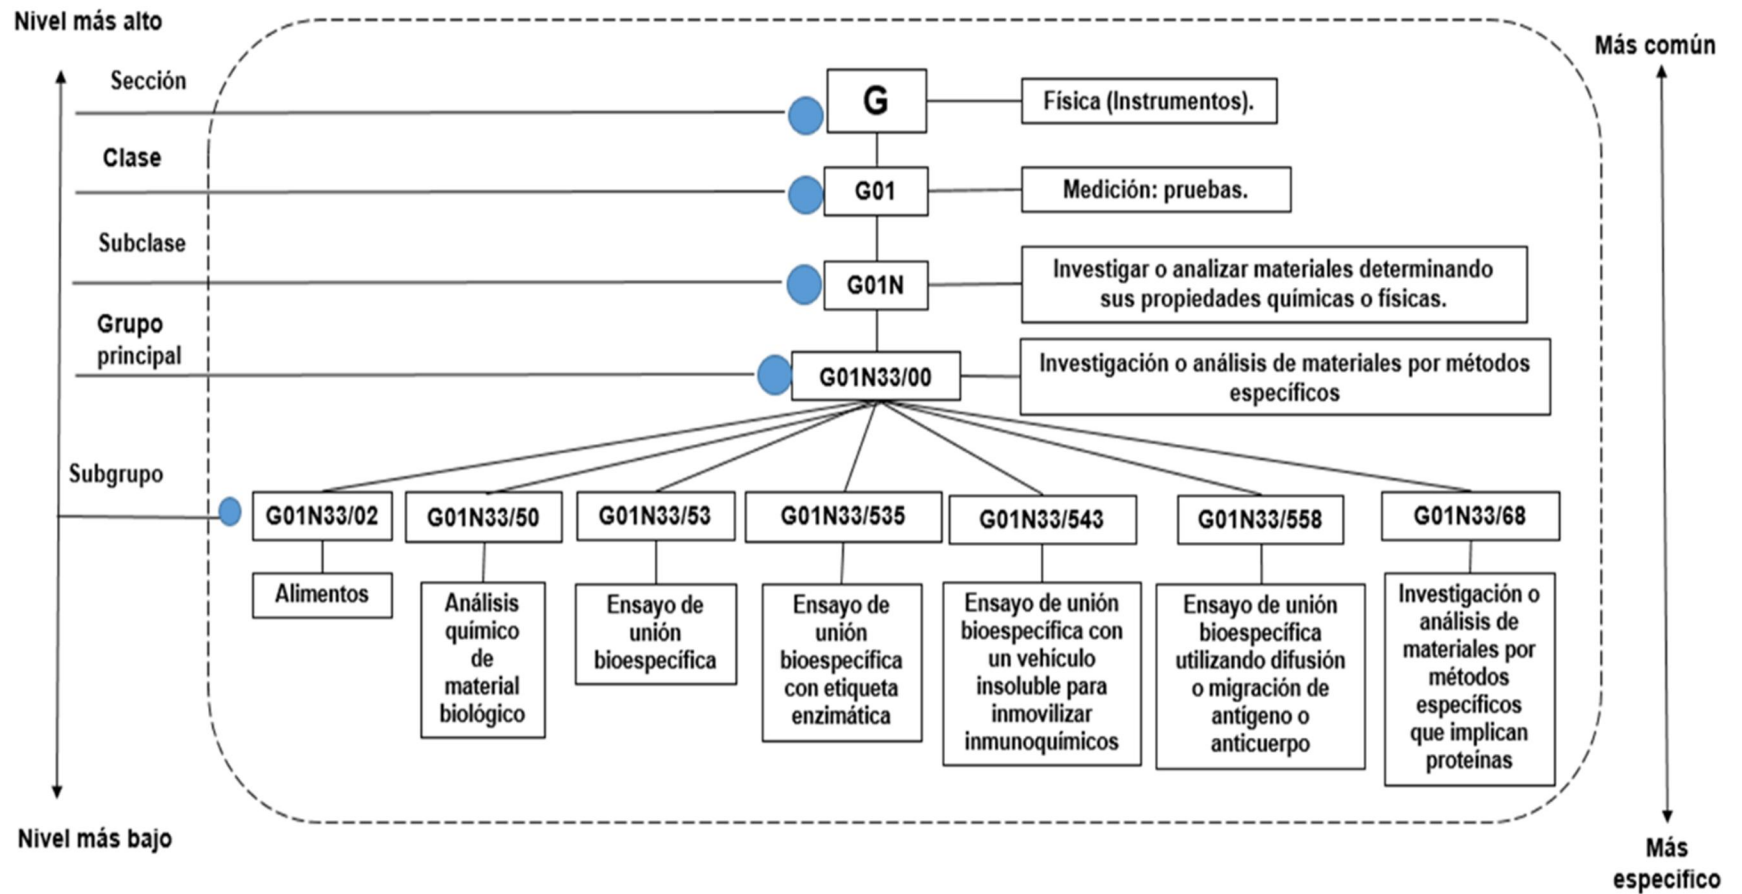 Nivel más alto
Más común
Sección
G
Física (Instrumentos).
Clase
G01
Medición: pruebas.
Subclase
G01N
Investigar o analizar materiales determinando
sus propiedades químicas o físicas.
Grupo
principal
G01N33/00
Investigación o análisis de materiales por métodos
específicos
Subgrupo
G01N33/02
G01N33/50
G01N33/53
G01N33/535
G01N33/543
G01N33/558
G01N33/68
Alimentos
Análisis
químico
de
material
biológico
Ensayo de
unión
bioespecífica
Ensayo de
unión
bioespecífica
con etiqueta
enzimática
Ensayo de unión
bioespecífica con
un vehículo
insoluble para
inmovilizar
inmunoquímicos
Ensayo de unión
bioespecífica
utilizando difusión
o migración de
antígeno o
anticuerpo
Investigación o
análisis de
materiales por
métodos
específicos
que implican
proteínas
Nivel más bajo
Más
especifico